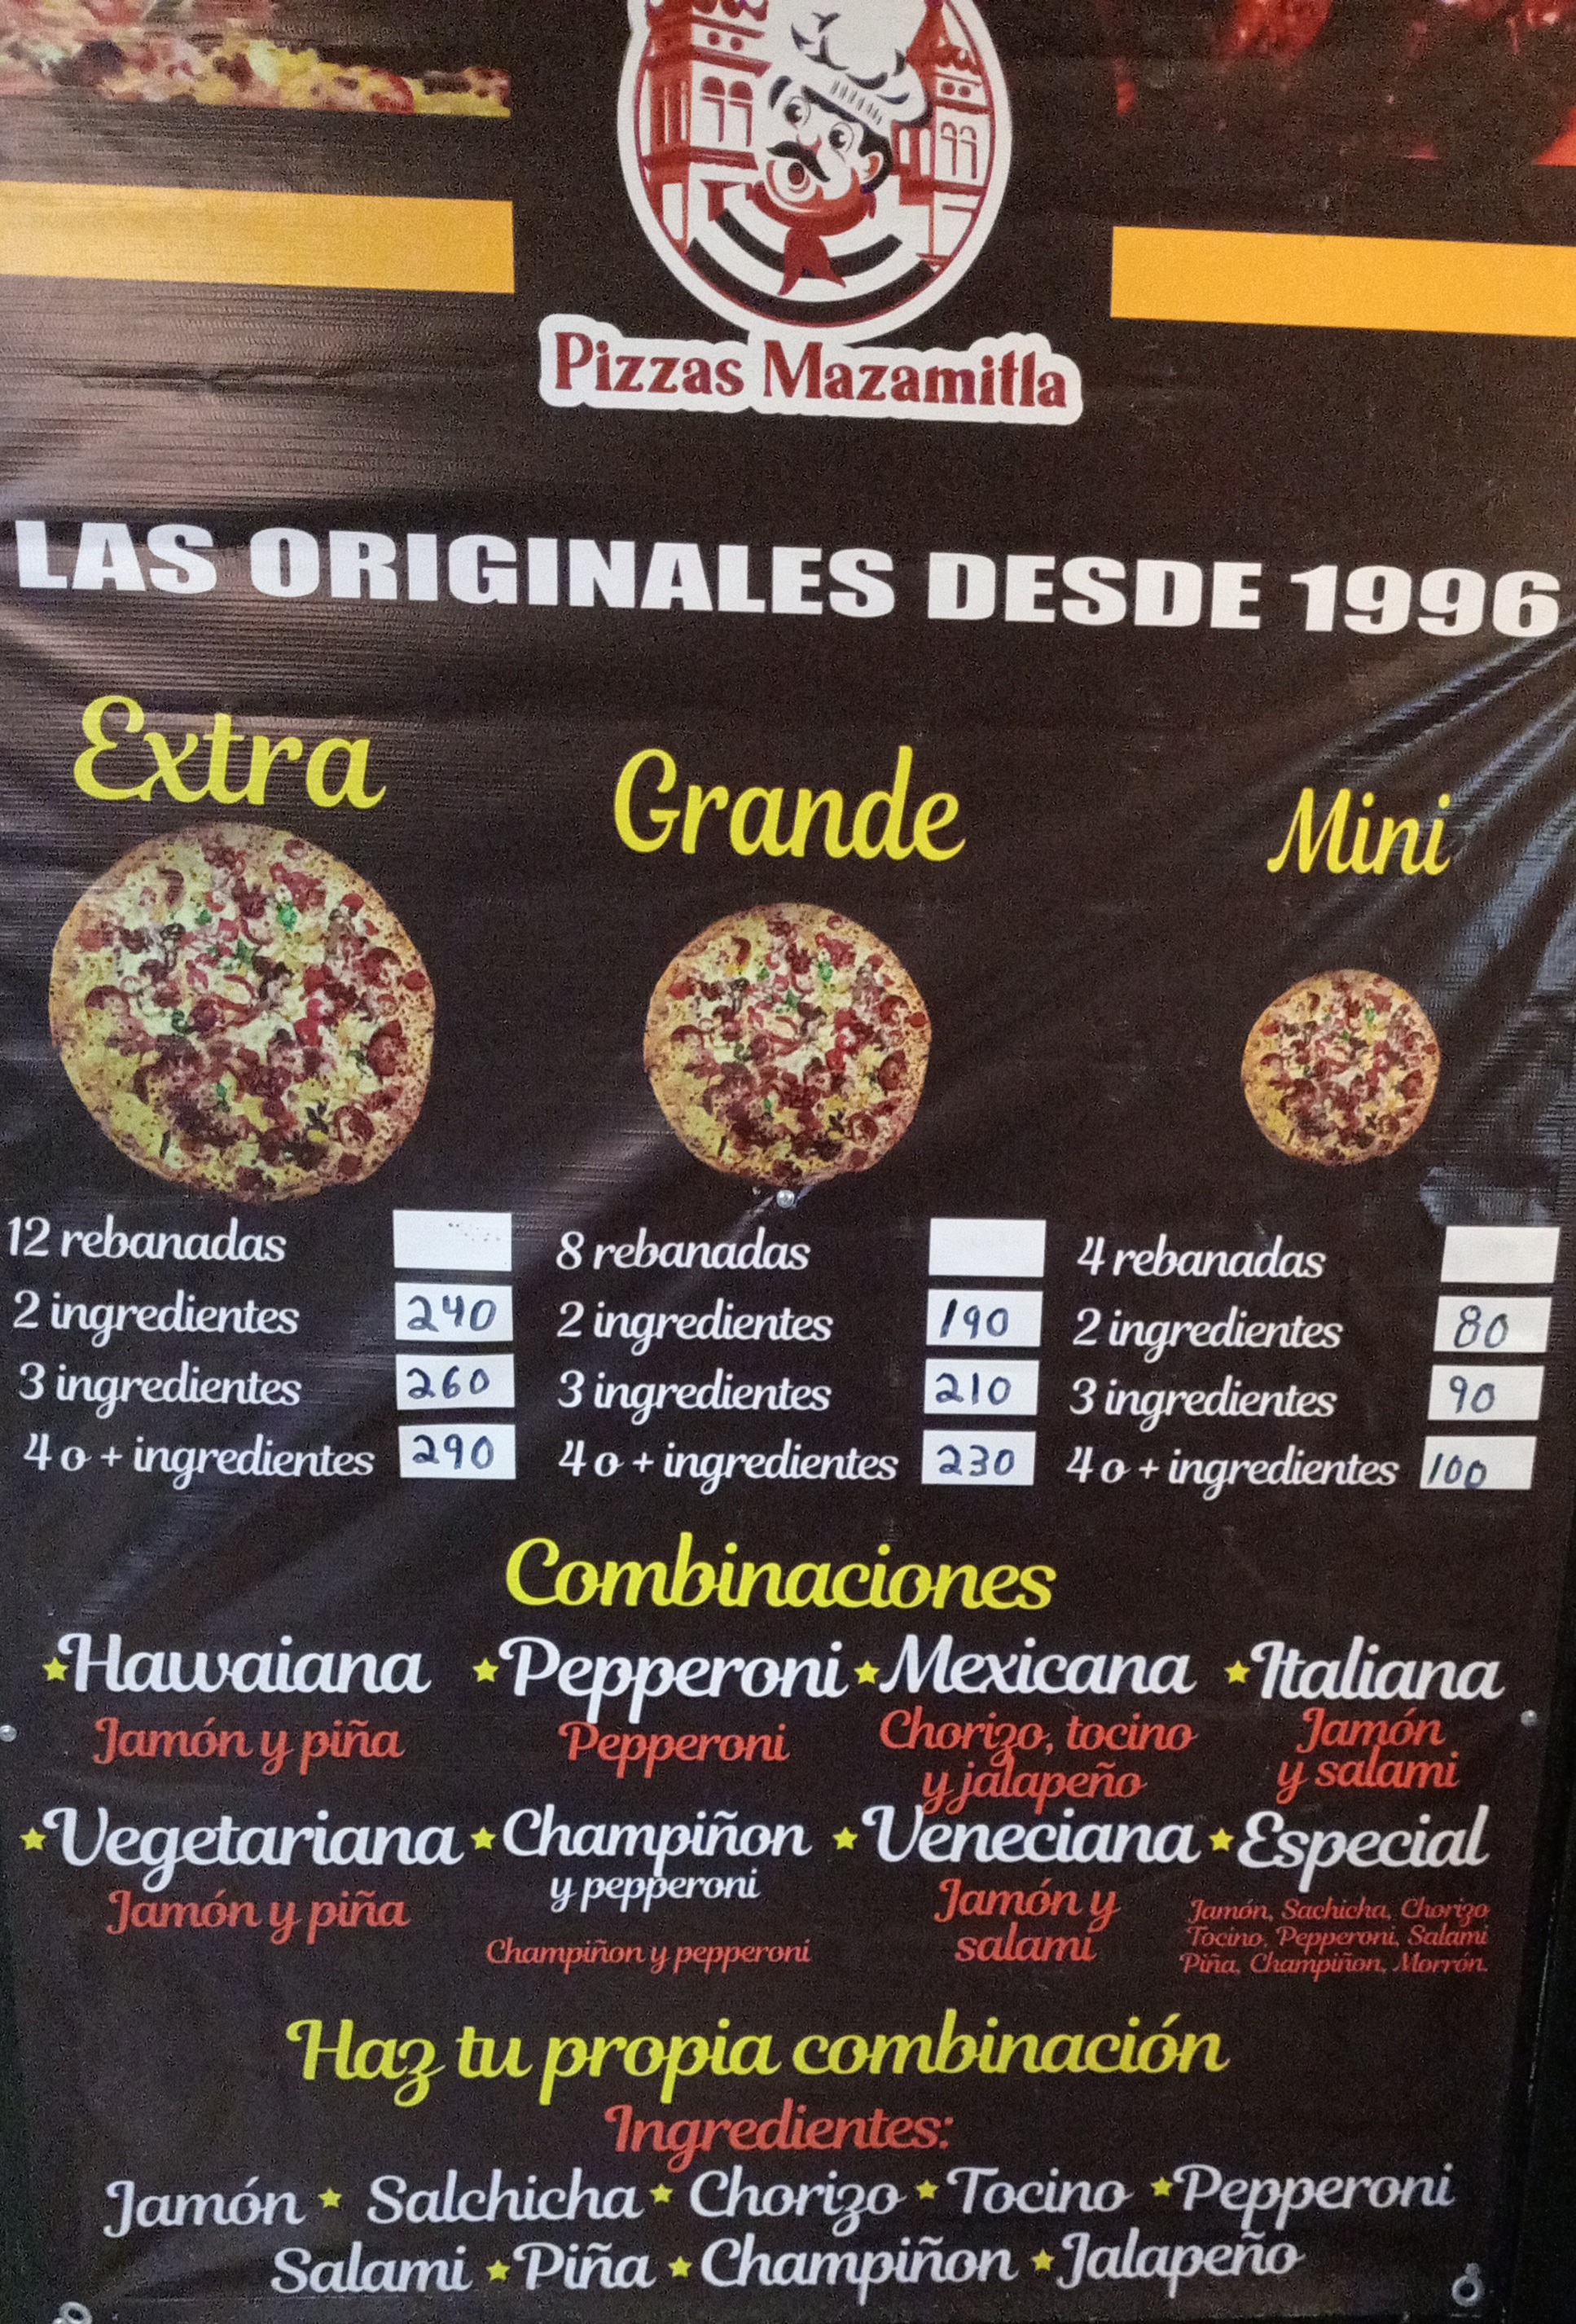 Pizzas Mazamitla
LAS ORIGINALES DESDE 1996
Extra
Grande
Mini
12 rebanadas
2 ingredientes 240
3 ingredientes 260
4 o + ingredientes 290
8 rebanadas
2 ingredientes 190
3 ingredientes 210
4 o + ingredientes 230
4 rebanadas
2 ingredientes 80
3 ingredientes 90
4 o + ingredientes 100
Combinaciones
Hawaiana
Jamón y piña
Pepperoni
Pepperoni
Mexicana
Chorizo, tocino
y jalapeño
Italiana
Jamón
y salami
Vegetariana
Jamón y piña
Champiñon
y pepperoni
Champiñon y pepperoni
Veneciana
Jamón y
salami
Especial
Jamón, Sachicha, Chorizo
Tocino, Pepperoni, Salami
Piña, Champiñon, Morrón.
Haz tu propia combinación
Ingredientes:
Jamón ★ Salchicha ★ Chorizo ★ Tocino ★ Pepperoni
Salami ★ Piña ★ Champiñon ★ Jalapeño